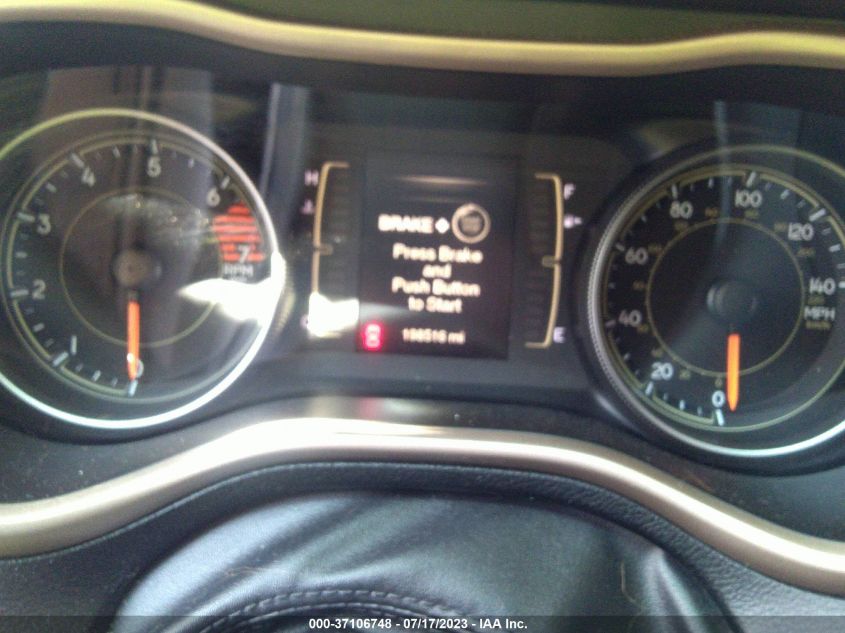 1
2
3
4
5
6
7
RPM
H
BRAKE
Press Brake
and
Push Button
to Start
198516 mi
F
E
0
20
40
60
80
100
120
140
MPH
000-37106748 - 07/17/2023 - IAA Inc.